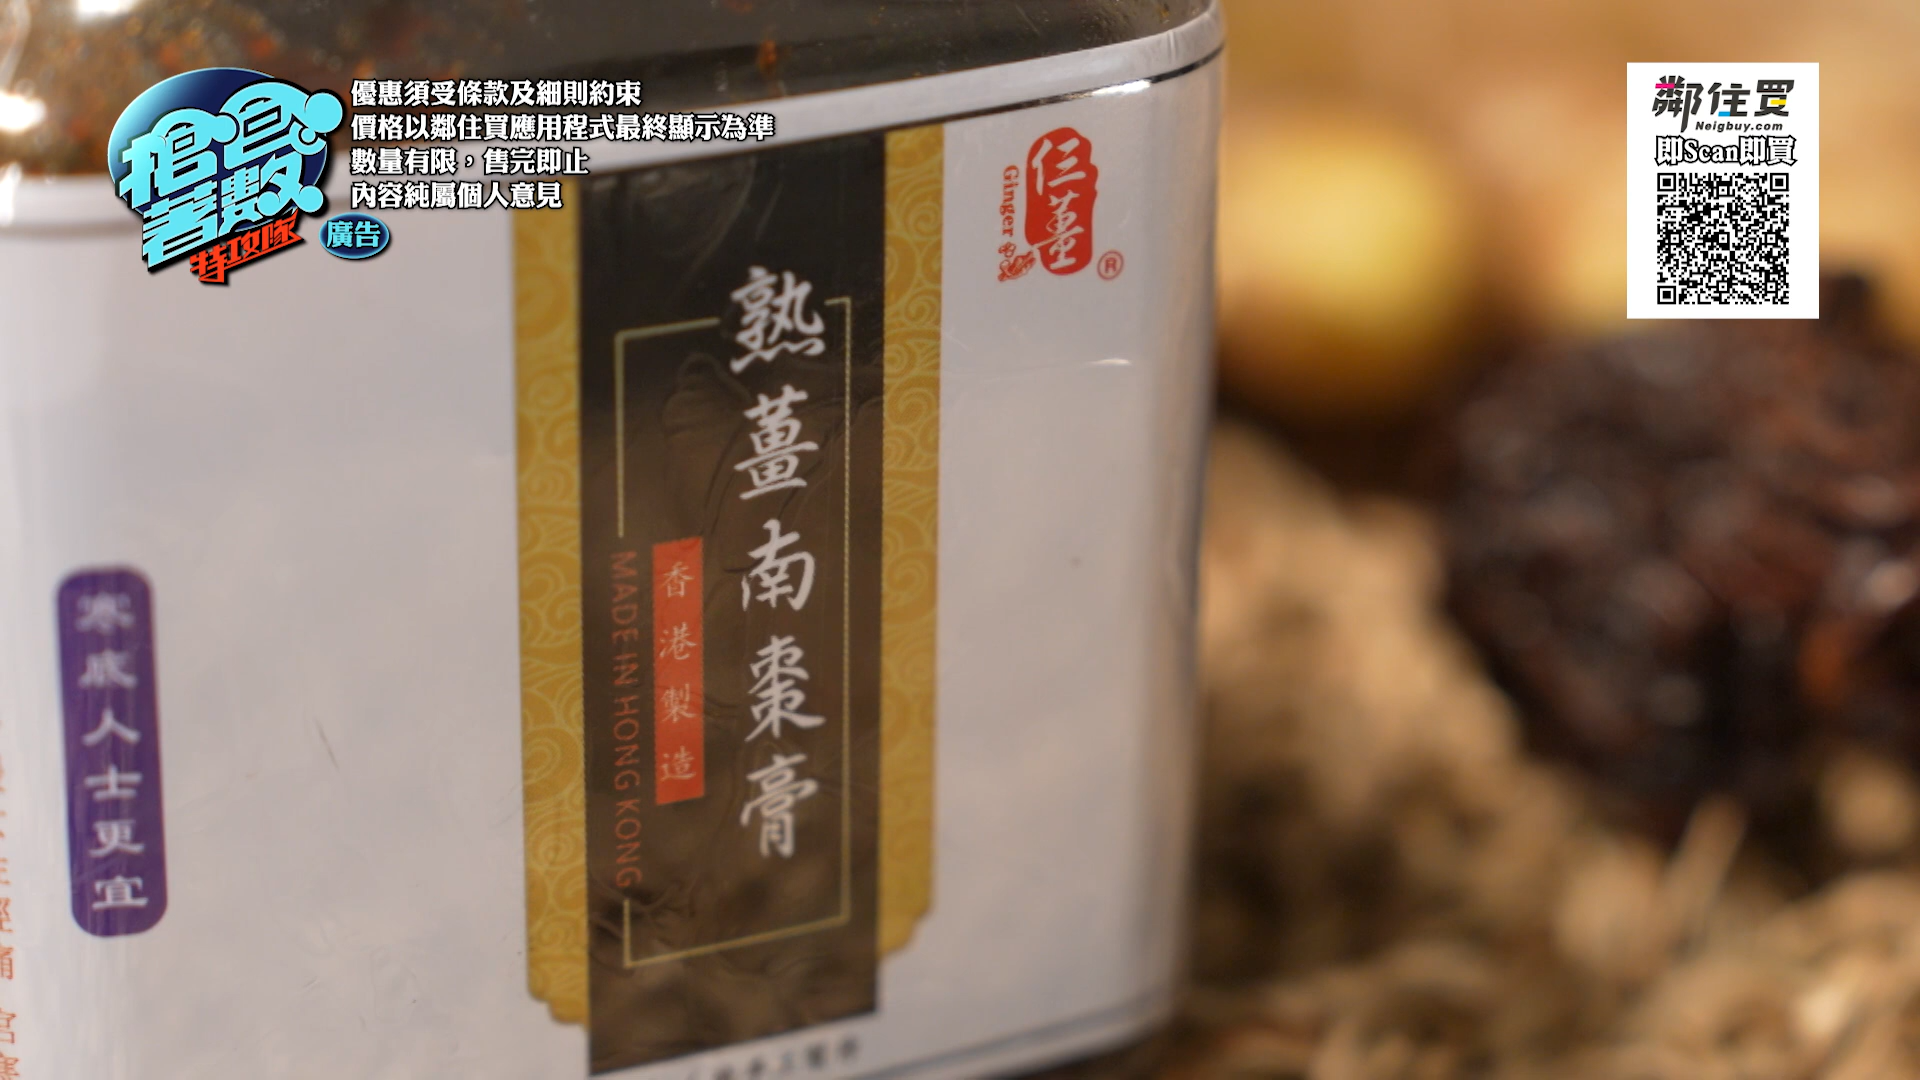 搶盡著數
特攻隊
廣告
優惠須受條款及細則約束
價格以鄰住買應用程式最終顯示為準
數量有限，售完即止
內容純屬個人意見
鄰住買
Neigbuy.com
即Scan即買
仁薑
Ginger
®
熟薑南棗膏
香港製造
MADE IN HONG KONG
寒底人士更宜